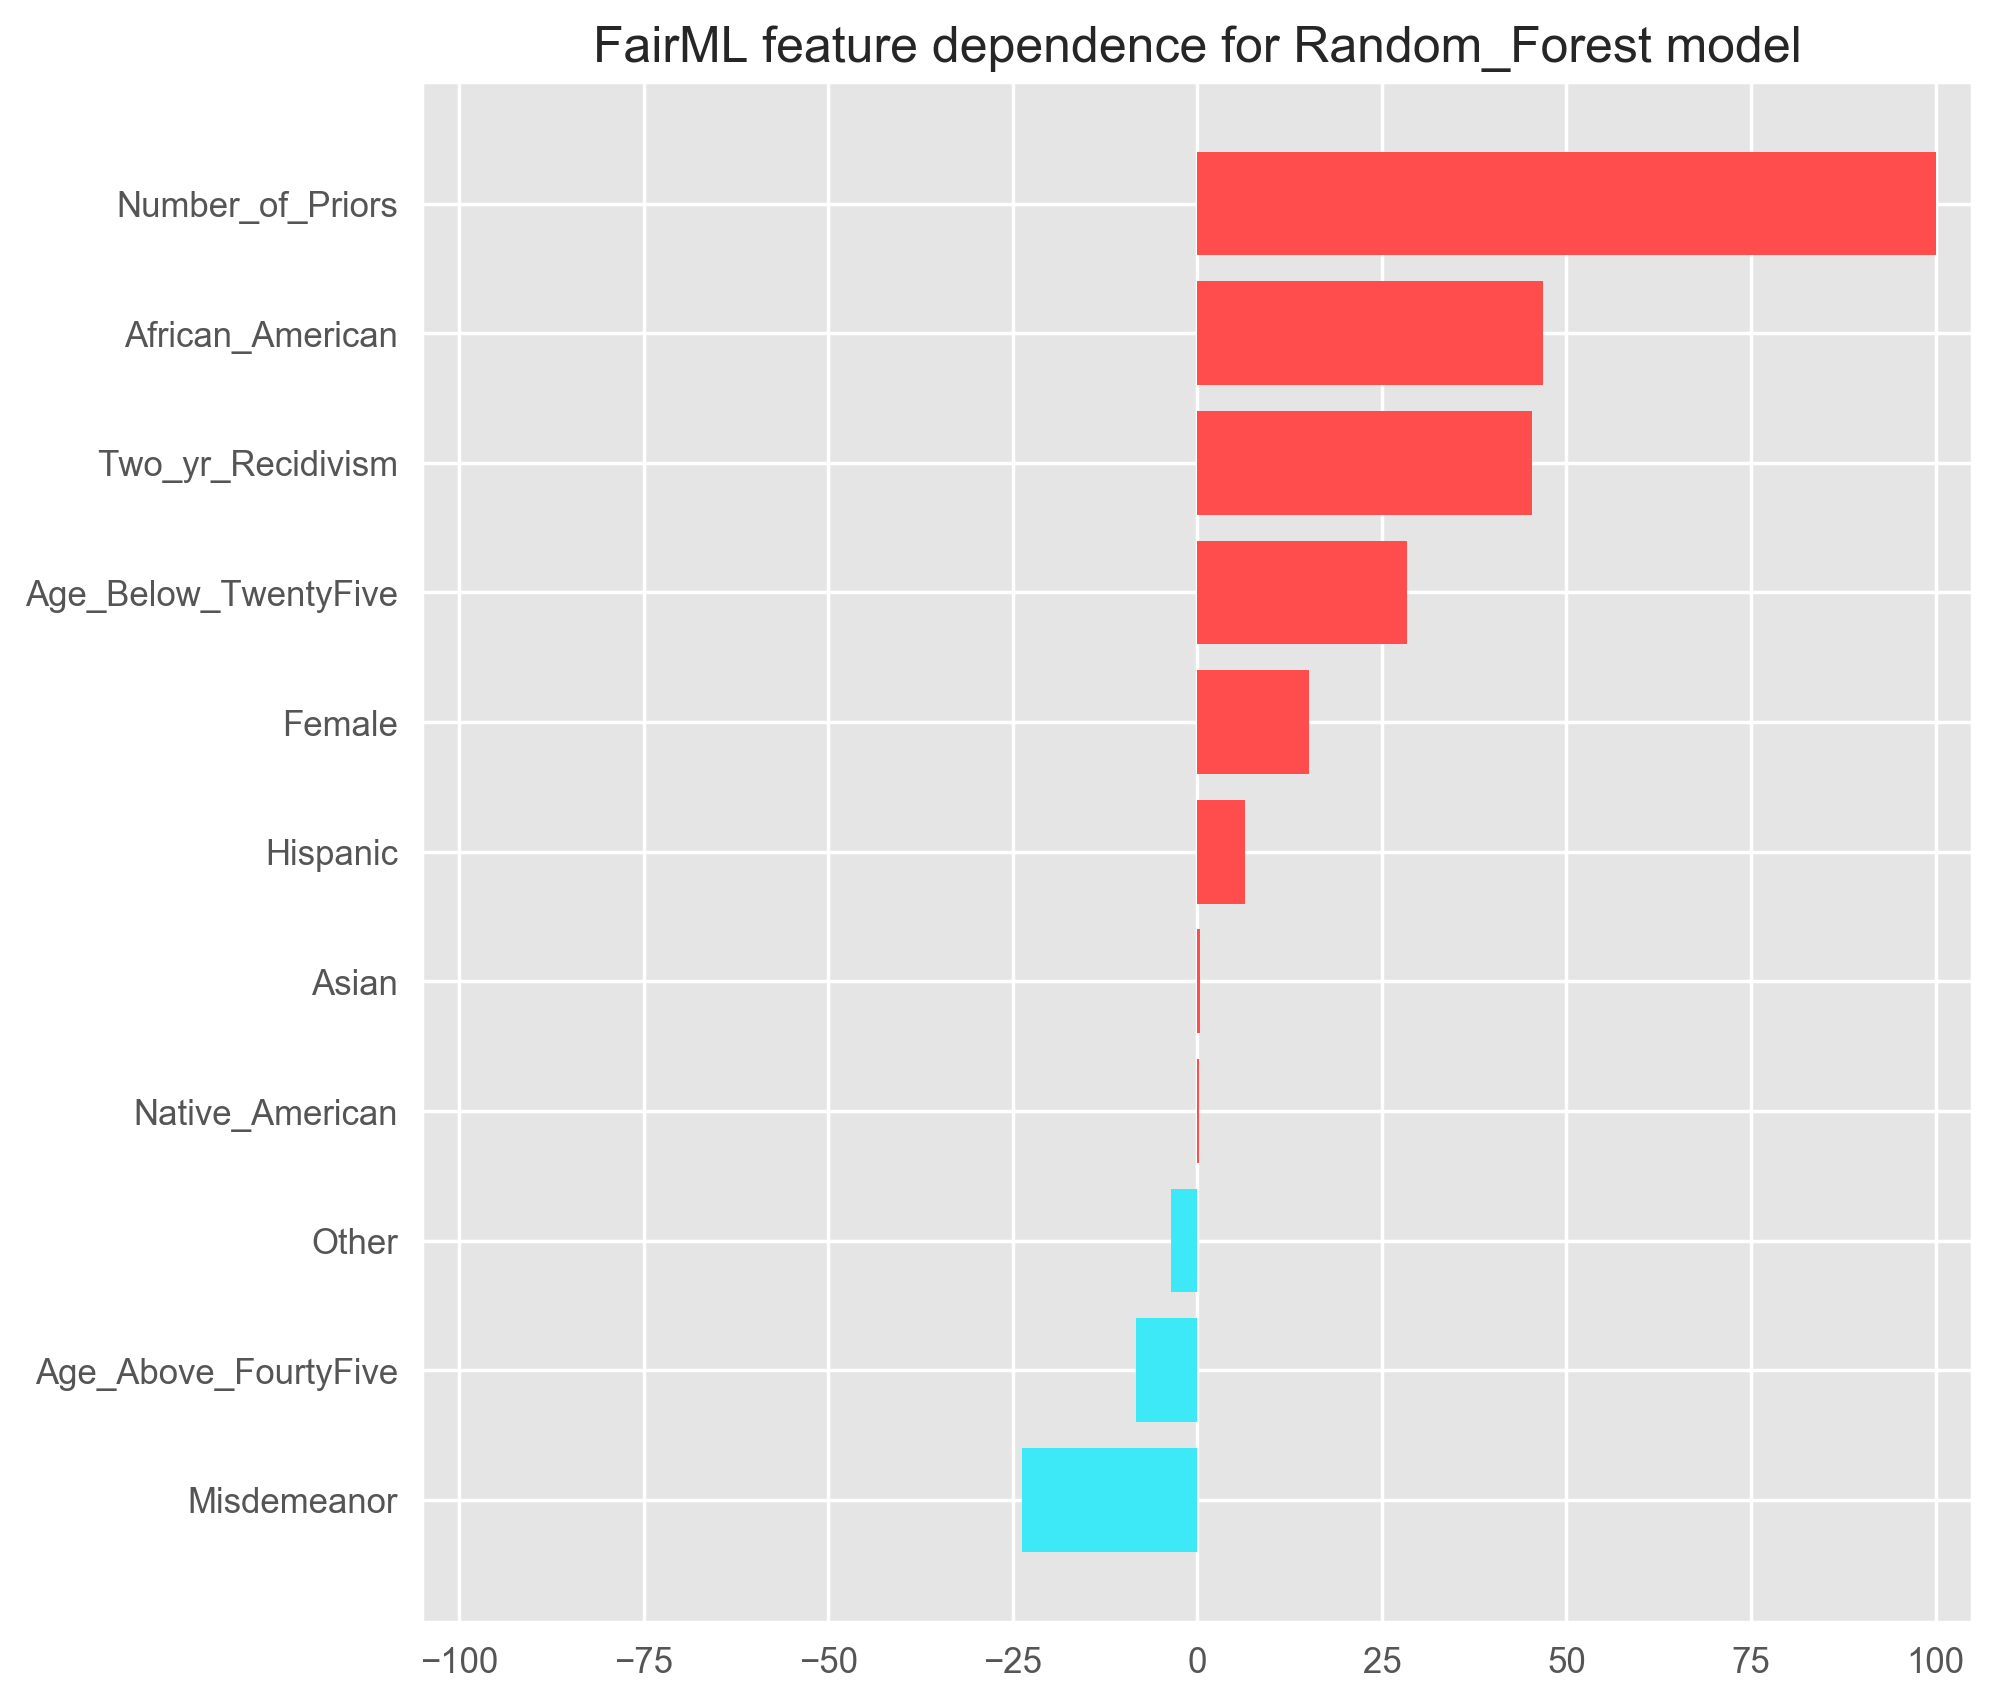 FairML feature dependence for Random_Forest model
Number_of_Priors
African_American
Two_yr_Recidivism
Age_Below_TwentyFive
Female
Hispanic
Asian
Native_American
Other
Age_Above_FourtyFive
Misdemeanor
−100 −75 −50 −25 0 25 50 75 100